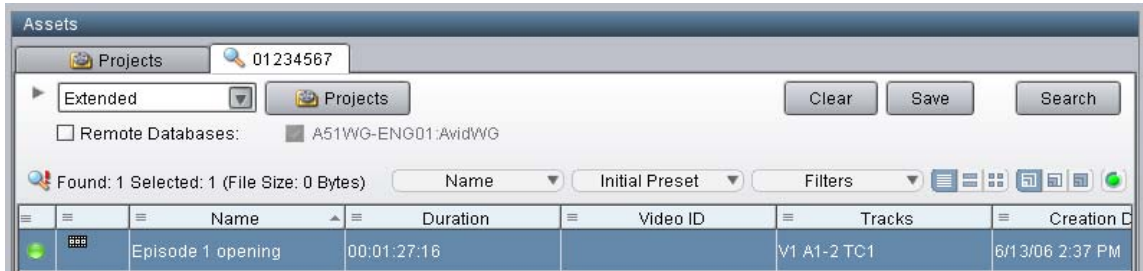 Assets
Projects 01234567
Extended Projects Clear Save Search
Remote Databases: A51WG-ENG01:AvidWG
Found: 1 Selected: 1 (File Size: 0 Bytes) Name Initial Preset Filters
Name Duration Video ID Tracks Creation D
Episode 1 opening 00:01:27:16 V1 A1-2 TC1 6/13/06 2:37 PM